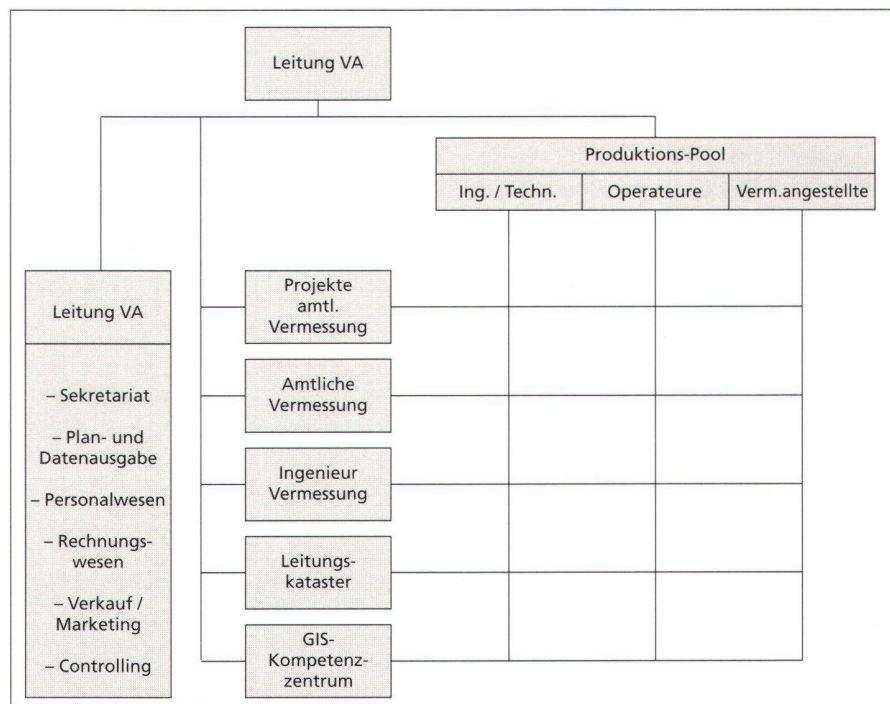 Leitung VA
Produktions-Pool
Ing. / Techn.
Operateure
Verm.angestellte
Leitung VA
– Sekretariat
– Plan- und
Datenausgabe
– Personalwesen
– Rechnungs-
wesen
– Verkauf /
Marketing
– Controlling
Projekte
amtl.
Vermessung
Amtliche
Vermessung
Ingenieur
Vermessung
Leitungs-
kataster
GIS-
Kompetenz-
zentrum